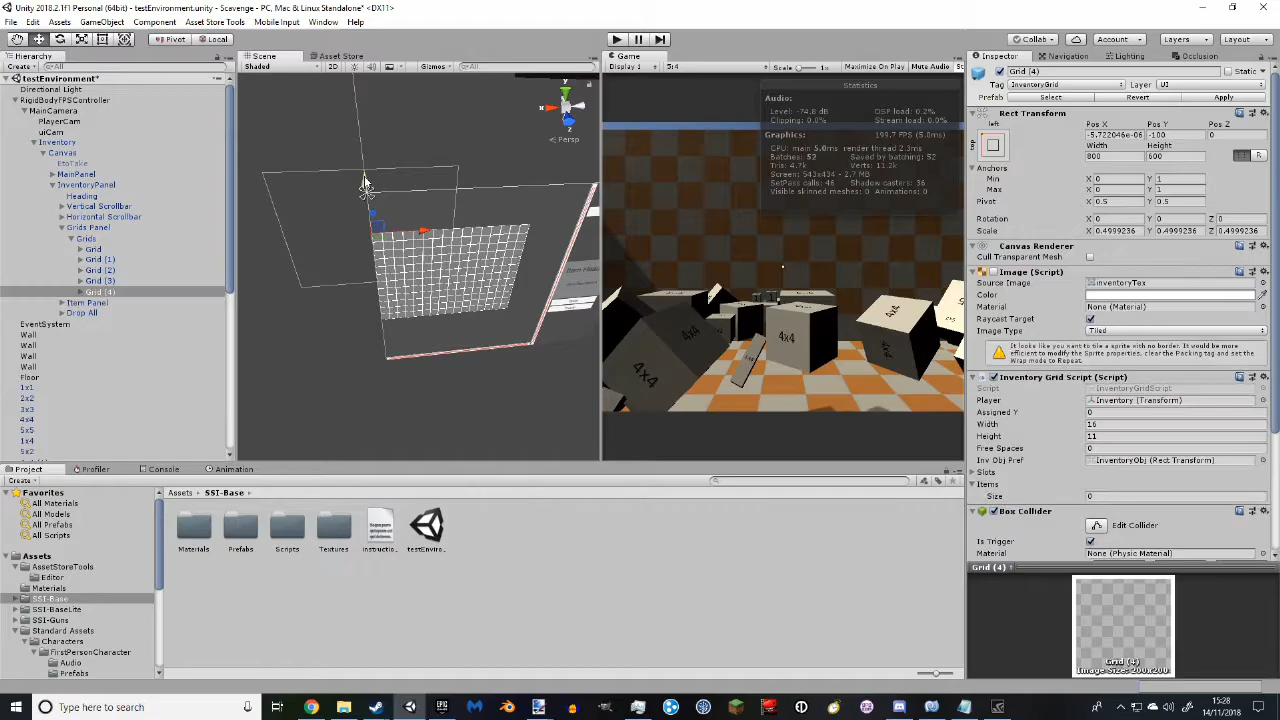 Unity 2018.2.1f1 Personal (64bit) - testEnvironment.unity - Scavenge - PC, Mac & Linux Standalone* <DX11>
File Edit Assets GameObject Component Asset Store Tools Mobile Input Window Help
Pivot Local Collab Account Layers Layout
Hierarchy
Create All
testEnvironment*
Directional Light
RigidBodyFPSController
MainCamera
PlayerCam
uiCam
Inventory
Canvas
EtoTake
MainPanel
InventoryPanel
Heading
Vertical Scrollbar
Horizontal Scrollbar
Grids Panel
Grids
Grid
Grid (1)
Grid (2)
Grid (3)
Grid (4)
Item Panel
Drop All
EventSystem
Wall
Wall
Wall
Wall
Floor
1x1
2x2
3x3
4x4
5x5
1x4
5x2
Scene Asset Store
Shaded 2D Gizmos All
y
x
z
Persp
Game
Display 1 5:4 Scale 1x Maximize On Play Mute Audio St
Statistics
Audio:
Level: -74.8 dB DSP load: 0.2%
Clipping: 0.0% Stream load: 0.0%
Graphics: 199.7 FPS (5.0ms)
CPU: main 5.0ms render thread 2.3ms
Batches: 52 Saved by batching: 52
Tris: 4.7k Verts: 11.2k
Screen: 543x434 - 2.7 MB
SetPass calls: 46 Shadow casters: 36
Visible skinned meshes: 0 Animations: 0
4x4
4x4
4x4
4x4
Inspector Navigation Lighting Occlusion
Grid (4) Static
Tag InventoryGrid Layer UI
Prefab Select Revert Apply
Rect Transform
left Pos X Pos Y Pos Z
top -5.722046e-06 -100 0
Width Height
800 600 R
Anchors
Min X 0 Y 1
Max X 0 Y 1
Pivot X 0.5 Y 0.5
Rotation X 0 Y 0 Z 0
Scale X 0.4999236 Y 0.4999236 Z 0.4999236
Canvas Renderer
Cull Transparent Mesh
Image (Script)
Source Image inventoryTex
Color
Material None (Material)
Raycast Target
Image Type Tiled
It looks like you want to tile a sprite with no border. It would be more
efficient to modify the Sprite properties, clear the Packing tag and set the
Wrap mode to Repeat.
Inventory Grid Script (Script)
Script InventoryGridScript
Player Inventory (Transform)
Assigned Y 0
Width 16
Height 11
Free Spaces 0
Inv Obj Pref InventoryObj (Rect Transform)
Slots
Items
Size 0
Box Collider
Edit Collider
Is Trigger
Material None (Physic Material)
Grid (4)
Grid (4)
Image Size: 200x200
Project Profiler Console Animation
Create
Favorites
All Materials
All Models
All Prefabs
All Scripts
Assets
AssetStoreTools
Editor
Materials
SSI-Base
SSI-BaseLite
SSI-Guns
Standard Assets
Characters
FirstPersonCharacter
Audio
Prefabs
Assets SSI-Base
Materials Prefabs Scripts Textures instructio... testEnviro...
Type here to search
15:28
14/11/2018